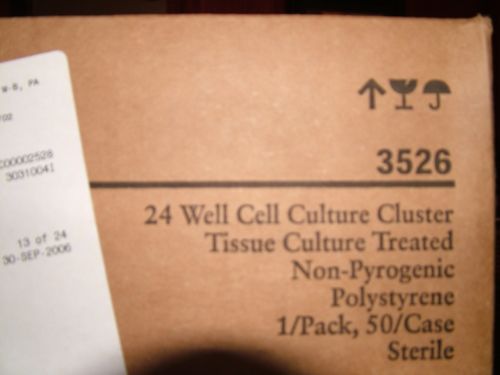 W-B, PA
C00002528
30310041
13 of 24
30-SEP-2006
3526
24 Well Cell Culture Cluster
Tissue Culture Treated
Non-Pyrogenic
Polystyrene
1/Pack, 50/Case
Sterile